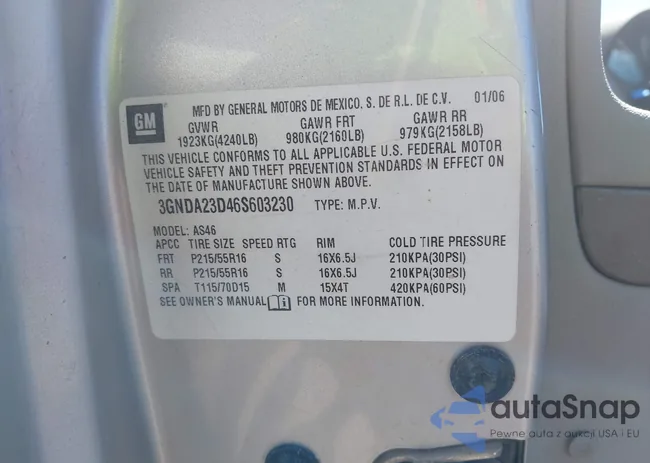 GM
MFD BY GENERAL MOTORS DE MEXICO. S. DE R.L. DE C.V. 01/06
GVWR GAWR FRT GAWR RR
1923KG(4240LB) 980KG(2160LB) 979KG(2158LB)
THIS VEHICLE CONFORMS TO ALL APPLICABLE U.S. FEDERAL MOTOR
VEHICLE SAFETY AND THEFT PREVENTION STANDARDS IN EFFECT ON
THE DATE OF MANUFACTURE SHOWN ABOVE.
3GNDA23D46S603230 TYPE: M.P.V.
MODEL: AS46
APCC TIRE SIZE SPEED RTG RIM COLD TIRE PRESSURE
FRT P215/55R16 S 16X6.5J 210KPA(30PSI)
RR P215/55R16 S 16X6.5J 210KPA(30PSI)
SPA T115/70D15 M 15X4T 420KPA(60PSI)
SEE OWNER'S MANUAL FOR MORE INFORMATION.
autaSnap
Pewne auta z aukcji USA i EU